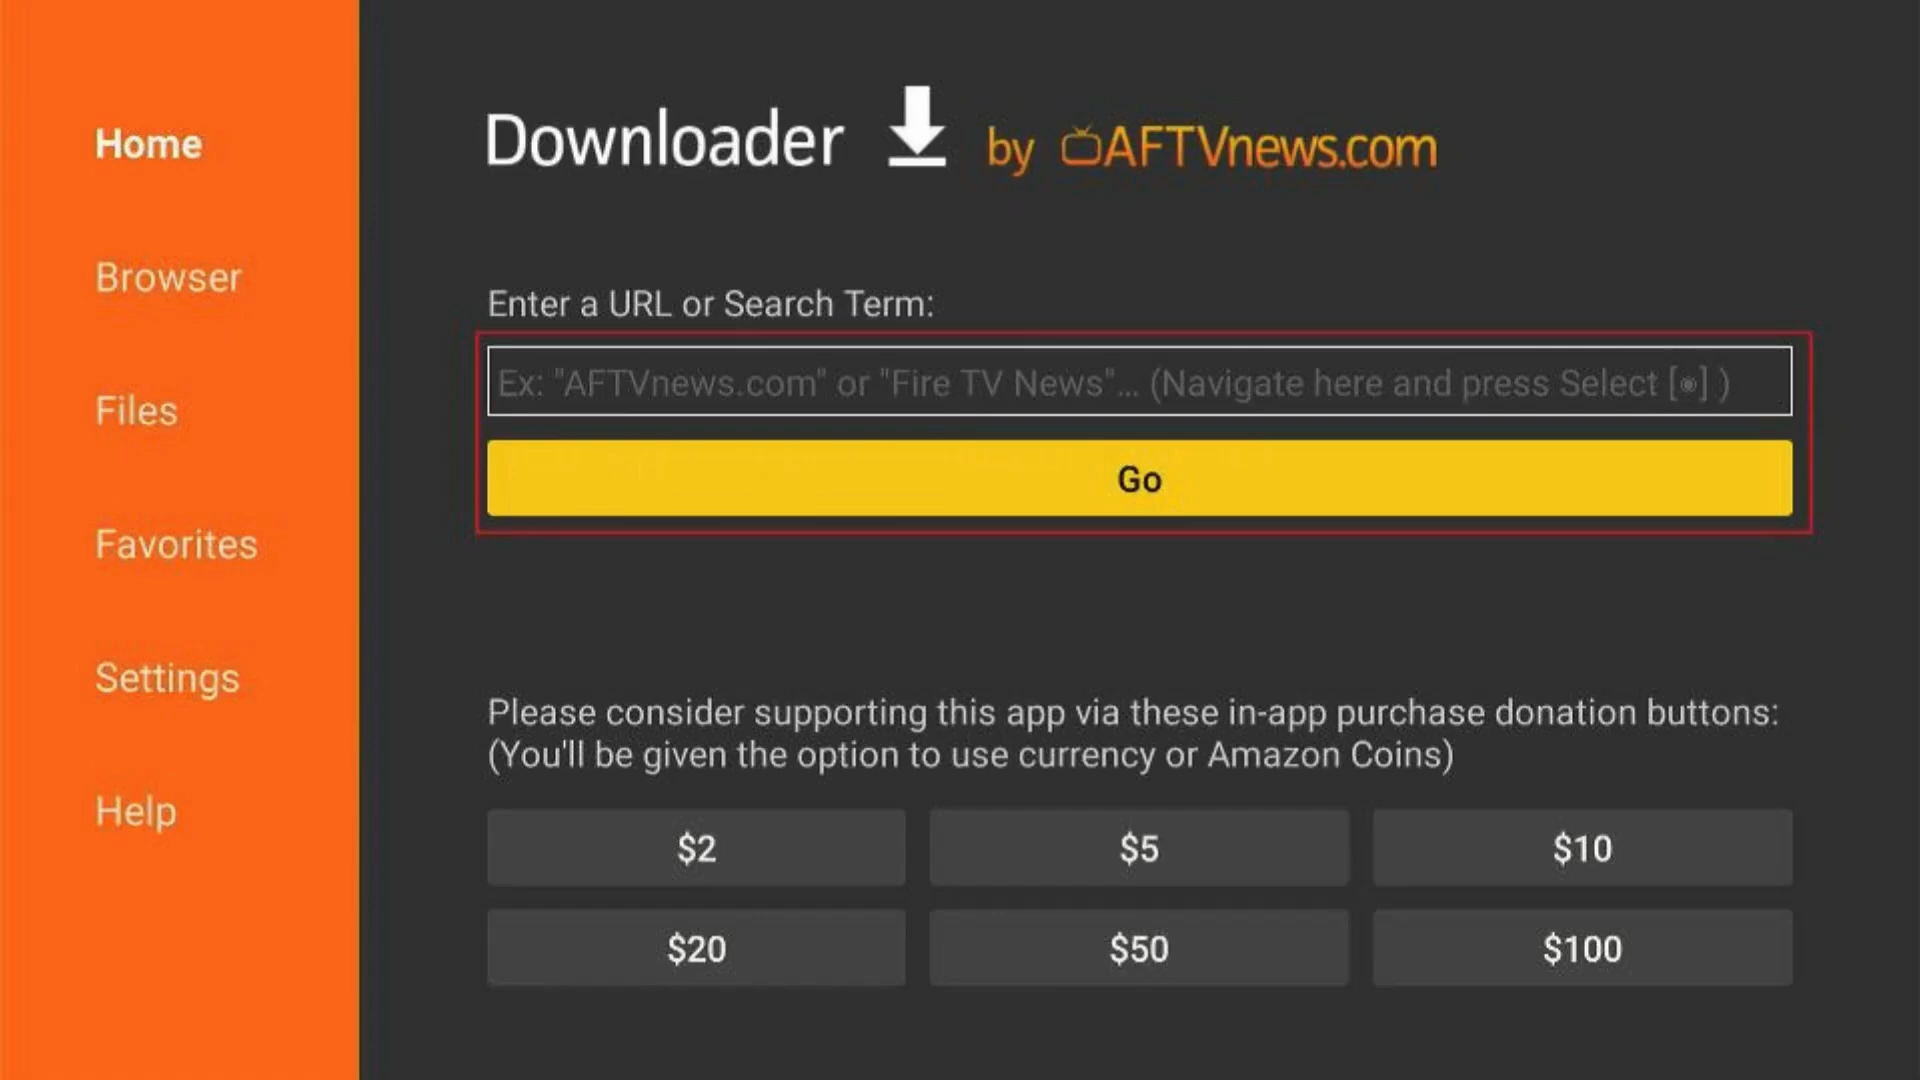 Home
Browser
Files
Favorites
Settings
Help
Downloader by AFTVnews.com
Enter a URL or Search Term:
Ex: "AFTVnews.com" or "Fire TV News"... (Navigate here and press Select [◉] )
Go
Please consider supporting this app via these in-app purchase donation buttons:
(You'll be given the option to use currency or Amazon Coins)
$2 $5 $10
$20 $50 $100